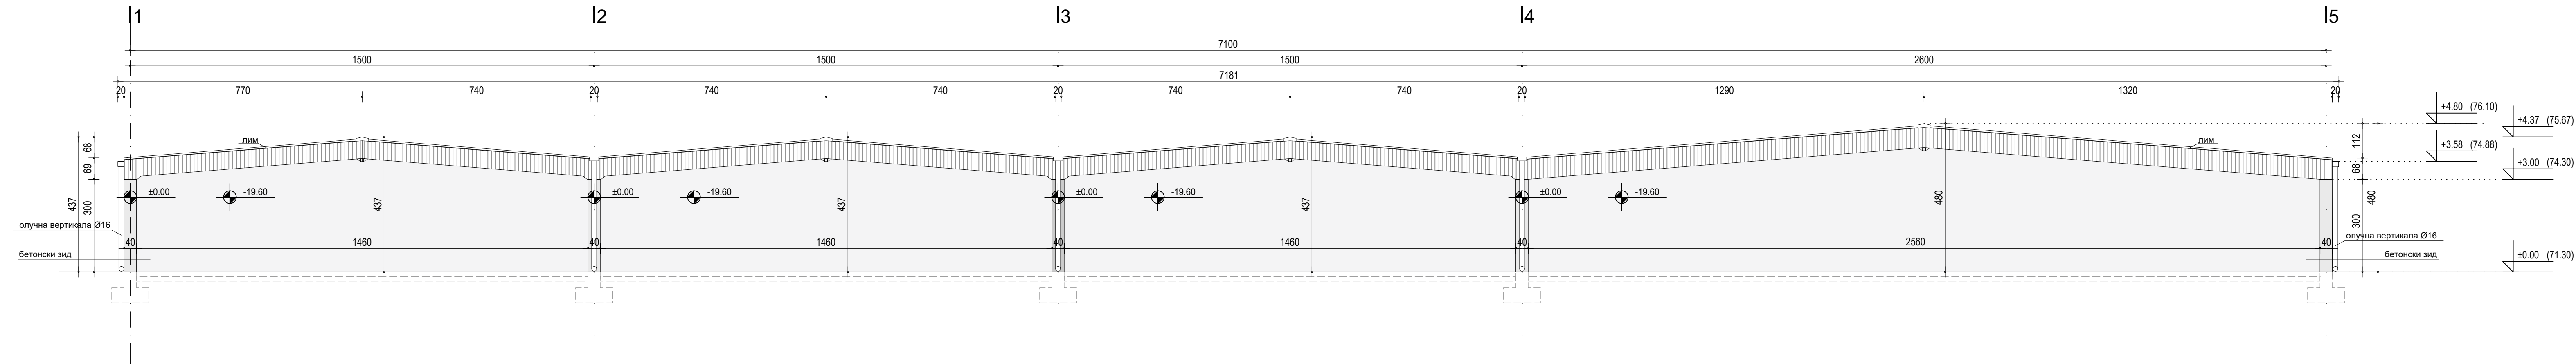 1 2 3 4 5
7100
1500 1500 1500 2600
7181
20 770 740 20 740 740 20 740 740 20 1290 1320 20
+4.80 (76.10)
+4.37 (75.67)
+3.58 (74.88)
+3.00 (74.30)
лим лим
68 112
69 68
437 300 437 437 437 480 300 480
±0.00 -19.60 ±0.00 -19.60 ±0.00 -19.60 ±0.00 -19.60
олучна вертикала Ø16 олучна вертикала Ø16
40 1460 40 1460 40 1460 40 2560 40
бетонски зид бетонски зид
±0.00 (71.30)